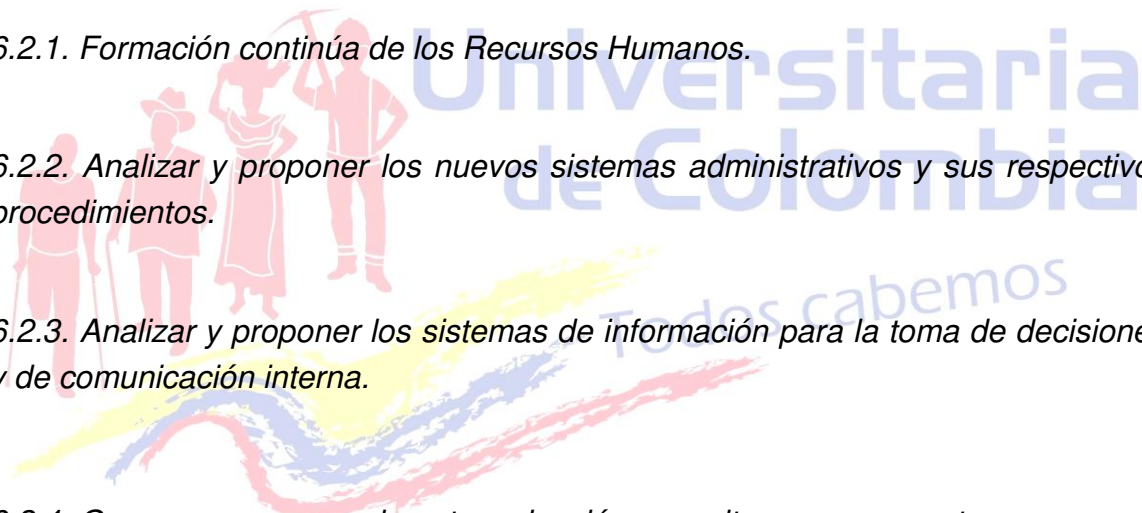 6.2.1. Formación continúa de los Recursos Humanos.
Universitaria
de Colombia
6.2.2. Analizar y proponer los nuevos sistemas administrativos y sus respectivo
procedimientos.
Todos cabemos
6.2.3. Analizar y proponer los sistemas de información para la toma de decisione
y de comunicación interna.